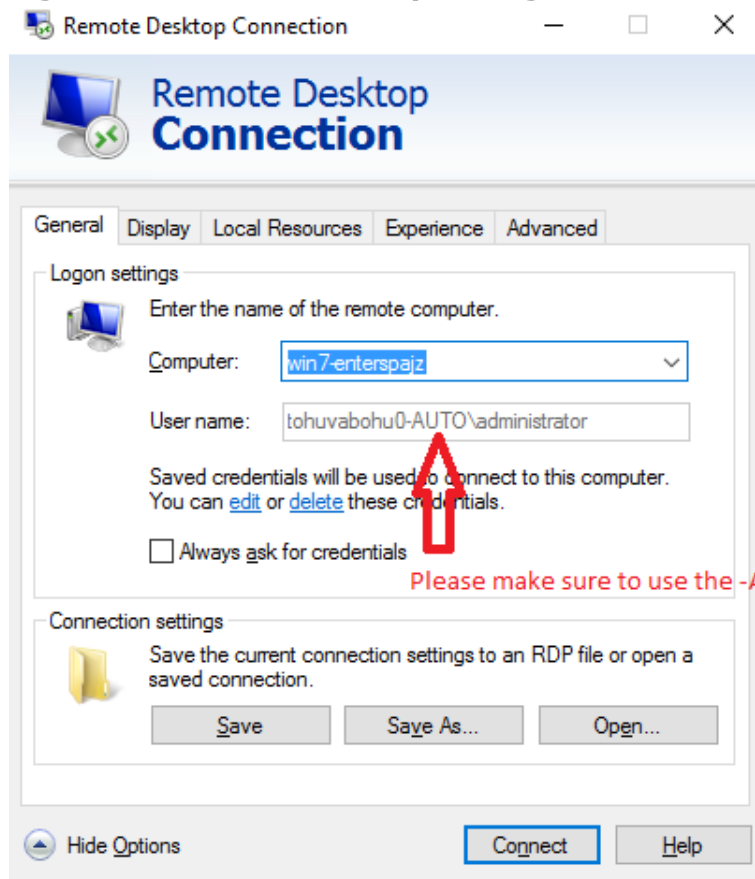 Remote Desktop Connection
Remote Desktop
Connection
General Display Local Resources Experience Advanced
Logon settings
Enter the name of the remote computer.
Computer: win7-enterspajz
User name: tohuvabohu0-AUTO\administrator
Saved credentials will be used to connect to this computer.
You can edit or delete these credentials.
Always ask for credentials
Please make sure to use the -A
Connection settings
Save the current connection settings to an RDP file or open a
saved connection.
Save Save As... Open...
Hide Options Connect Help